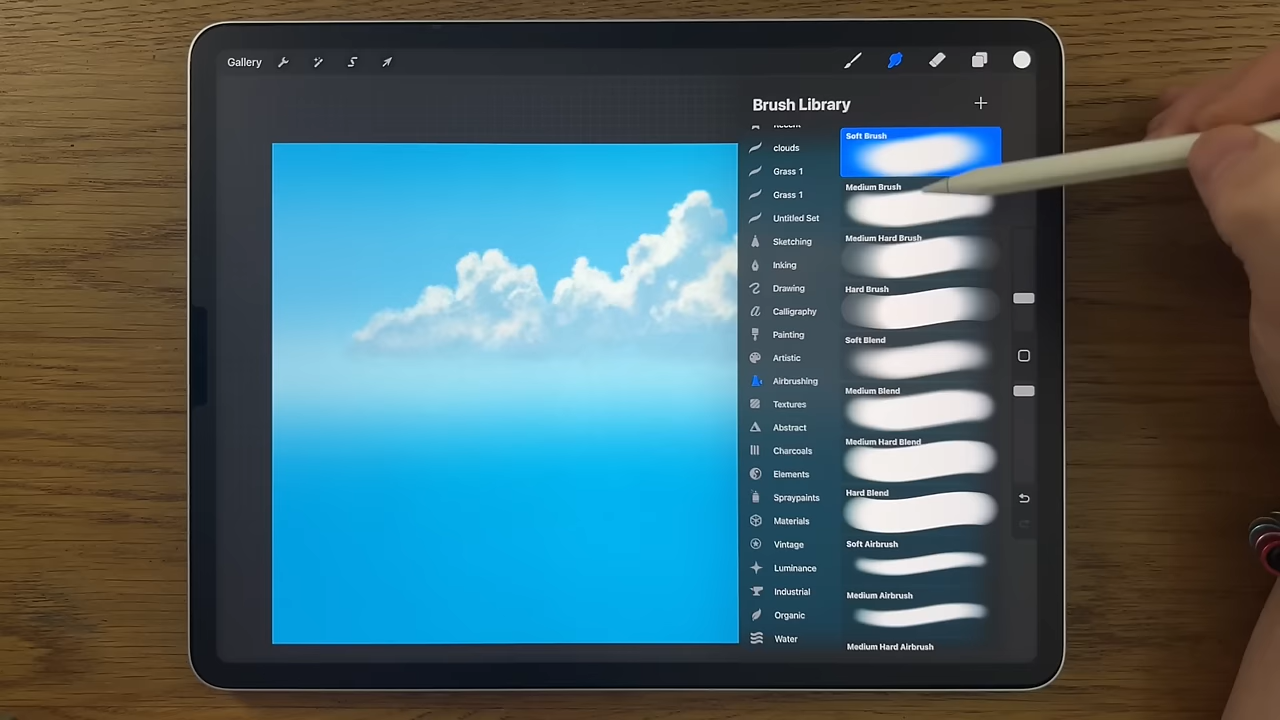 Gallery
Brush Library
Recent
clouds
Grass 1
Grass 1
Untitled Set
Sketching
Inking
Drawing
Calligraphy
Painting
Artistic
Airbrushing
Textures
Abstract
Charcoals
Elements
Spraypaints
Materials
Vintage
Luminance
Industrial
Organic
Water
Soft Brush
Medium Brush
Medium Hard Brush
Hard Brush
Soft Blend
Medium Blend
Medium Hard Blend
Hard Blend
Soft Airbrush
Medium Airbrush
Medium Hard Airbrush